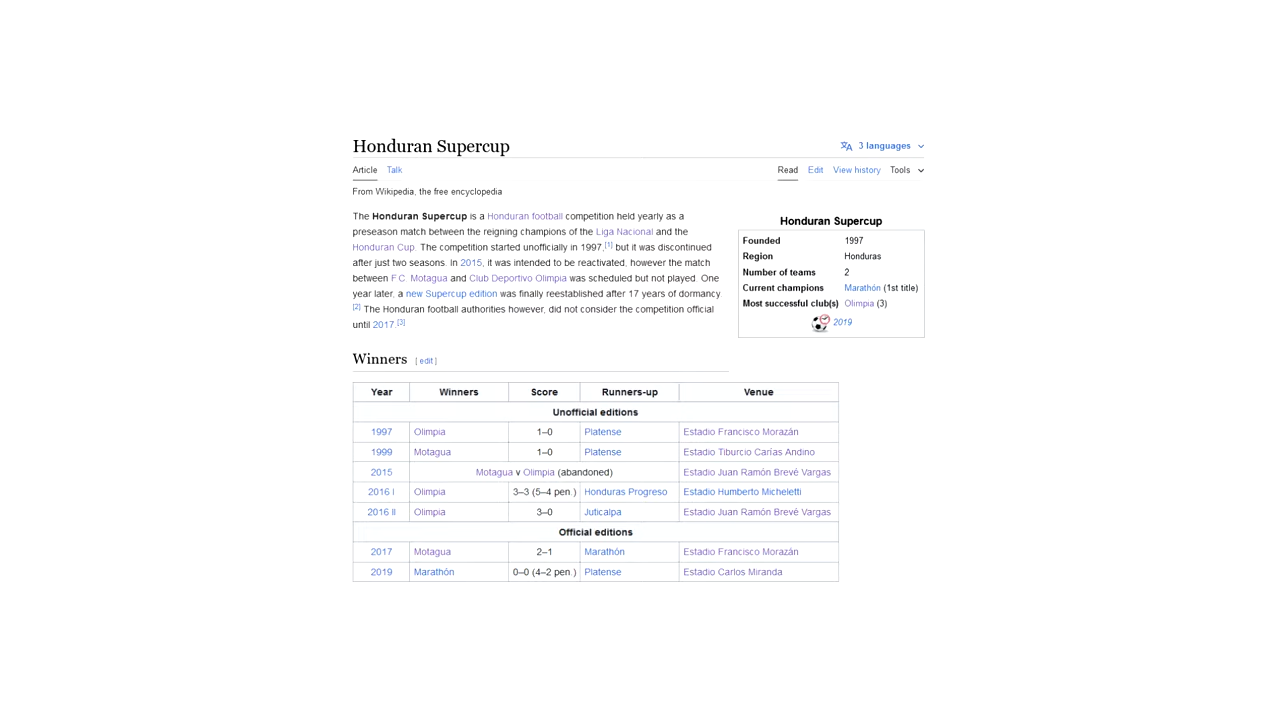 Honduran Supercup
3 languages
Article Talk
Read Edit View history Tools
From Wikipedia, the free encyclopedia
The Honduran Supercup is a Honduran football competition held yearly as a
preseason match between the reigning champions of the Liga Nacional and the
Honduran Cup. The competition started unofficially in 1997,[1] but it was discontinued
after just two seasons. In 2015, it was intended to be reactivated, however the match
between F.C. Motagua and Club Deportivo Olimpia was scheduled but not played. One
year later, a new Supercup edition was finally reestablished after 17 years of dormancy.
[2] The Honduran football authorities however, did not consider the competition official
until 2017.[3]
Honduran Supercup
Founded 1997
Region Honduras
Number of teams 2
Current champions Marathón (1st title)
Most successful club(s) Olimpia (3)
2019
Winners [ edit ]
Year Winners Score Runners-up Venue
Unofficial editions
1997 Olimpia 1–0 Platense Estadio Francisco Morazán
1999 Motagua 1–0 Platense Estadio Tiburcio Carías Andino
2015 Motagua v Olimpia (abandoned) Estadio Juan Ramón Brevé Vargas
2016 I Olimpia 3–3 (5–4 pen.) Honduras Progreso Estadio Humberto Micheletti
2016 II Olimpia 3–0 Juticalpa Estadio Juan Ramón Brevé Vargas
Official editions
2017 Motagua 2–1 Marathón Estadio Francisco Morazán
2019 Marathón 0–0 (4–2 pen.) Platense Estadio Carlos Miranda